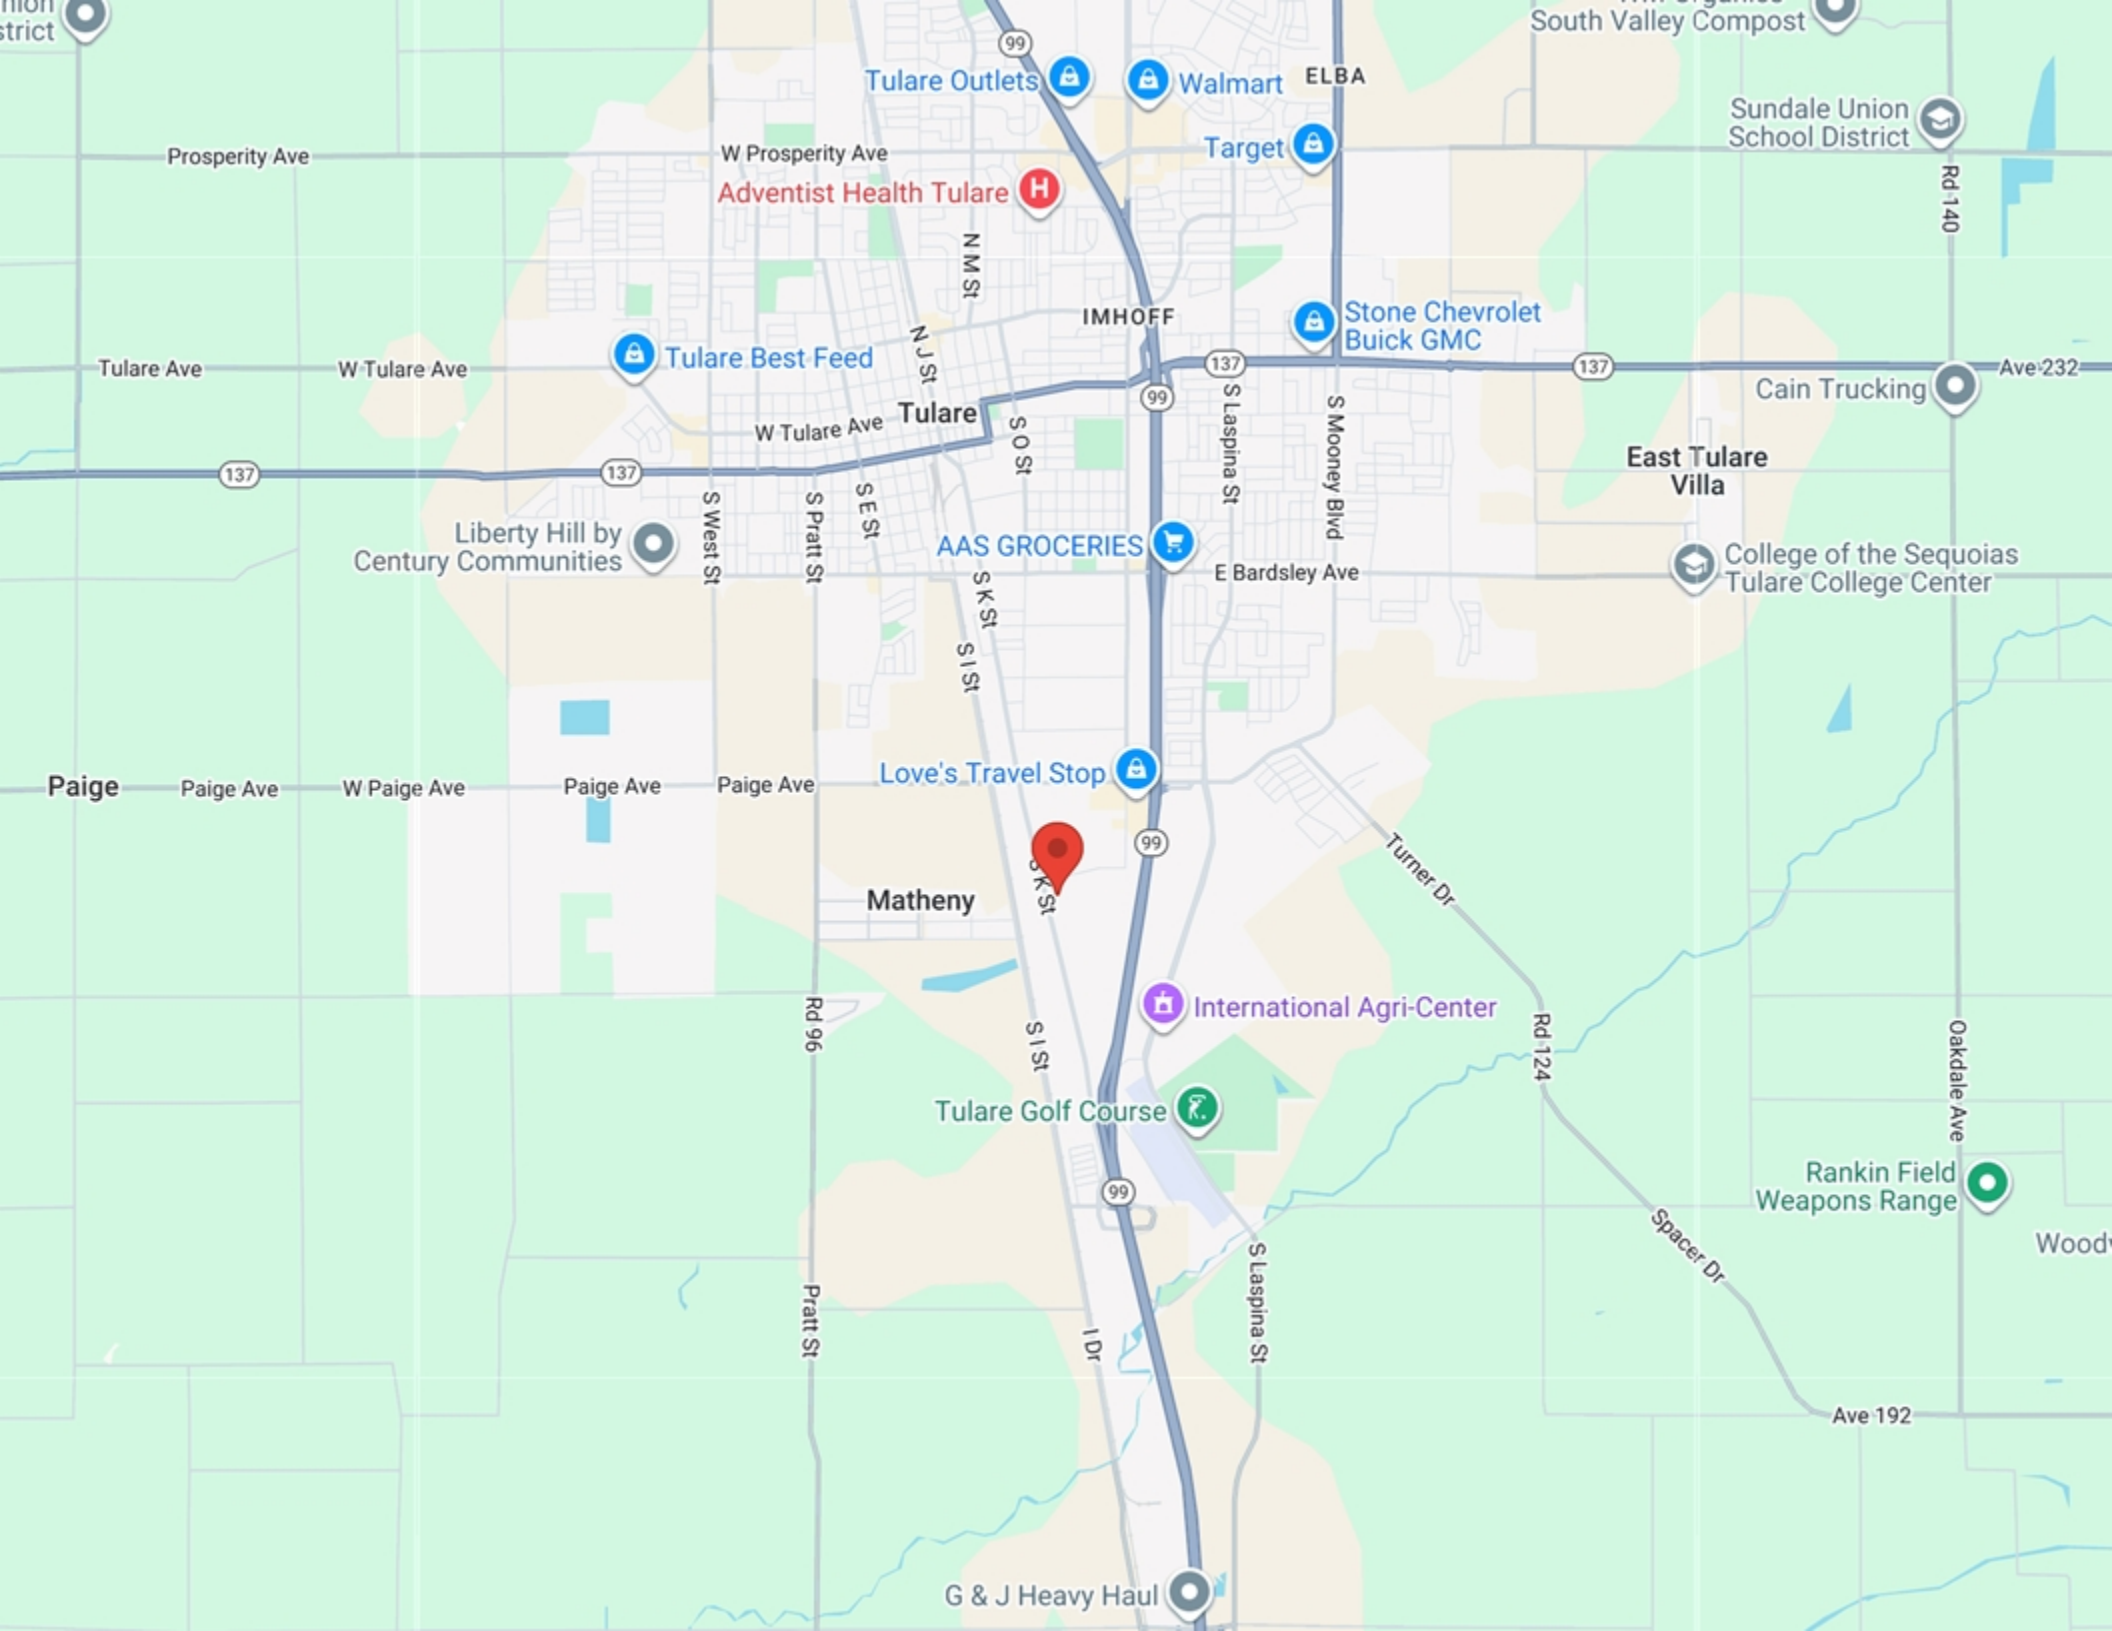 strict
South Valley Compost
99
Tulare Outlets
Walmart
ELBA
Sundale Union
School District
Target
Prosperity Ave
W Prosperity Ave
Adventist Health Tulare
Rd 140
N M St
IMHOFF
Stone Chevrolet
Buick GMC
N J St
Tulare Best Feed
Tulare Ave
W Tulare Ave
137
137
Ave 232
Cain Trucking
99
Tulare
W Tulare Ave
S O St
S Laspina St
S Mooney Blvd
East Tulare
Villa
137
137
S West St
S Pratt St
S E St
Liberty Hill by
Century Communities
AAS GROCERIES
E Bardsley Ave
College of the Sequoias
Tulare College Center
S K St
S I St
Love's Travel Stop
Paige
Paige Ave
W Paige Ave
Paige Ave
Paige Ave
99
Turner Dr
S K St
Matheny
International Agri-Center
Rd 96
S I St
Rd 124
Oakdale Ave
Tulare Golf Course
Rankin Field
Weapons Range
99
Spacer Dr
S Laspina St
Pratt St
I Dr
Ave 192
G & J Heavy Haul